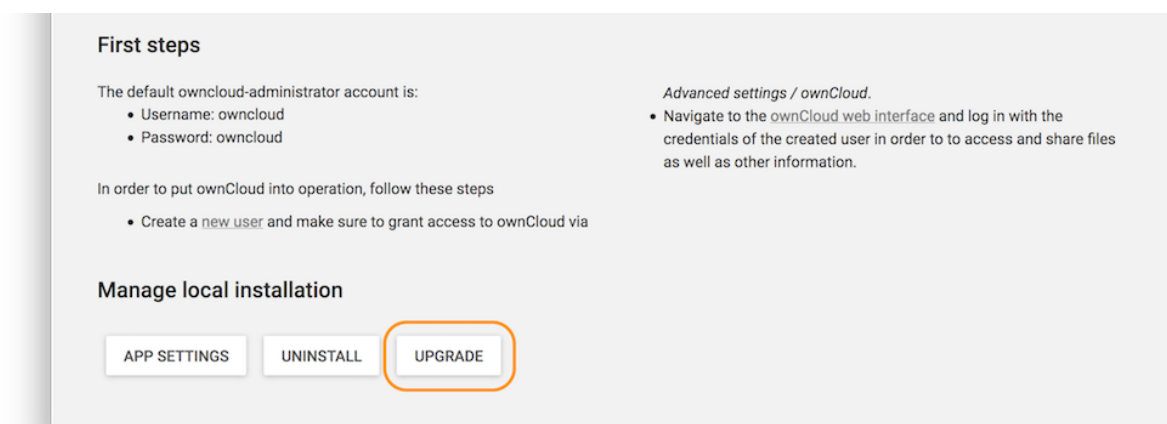 First steps
The default owncloud-administrator account is:
• Username: owncloud
• Password: owncloud
In order to put ownCloud into operation, follow these steps
• Create a new user and make sure to grant access to ownCloud via
Advanced settings / ownCloud.
• Navigate to the ownCloud web interface and log in with the
credentials of the created user in order to to access and share files
as well as other information.
Manage local installation
APP SETTINGS
UNINSTALL
UPGRADE